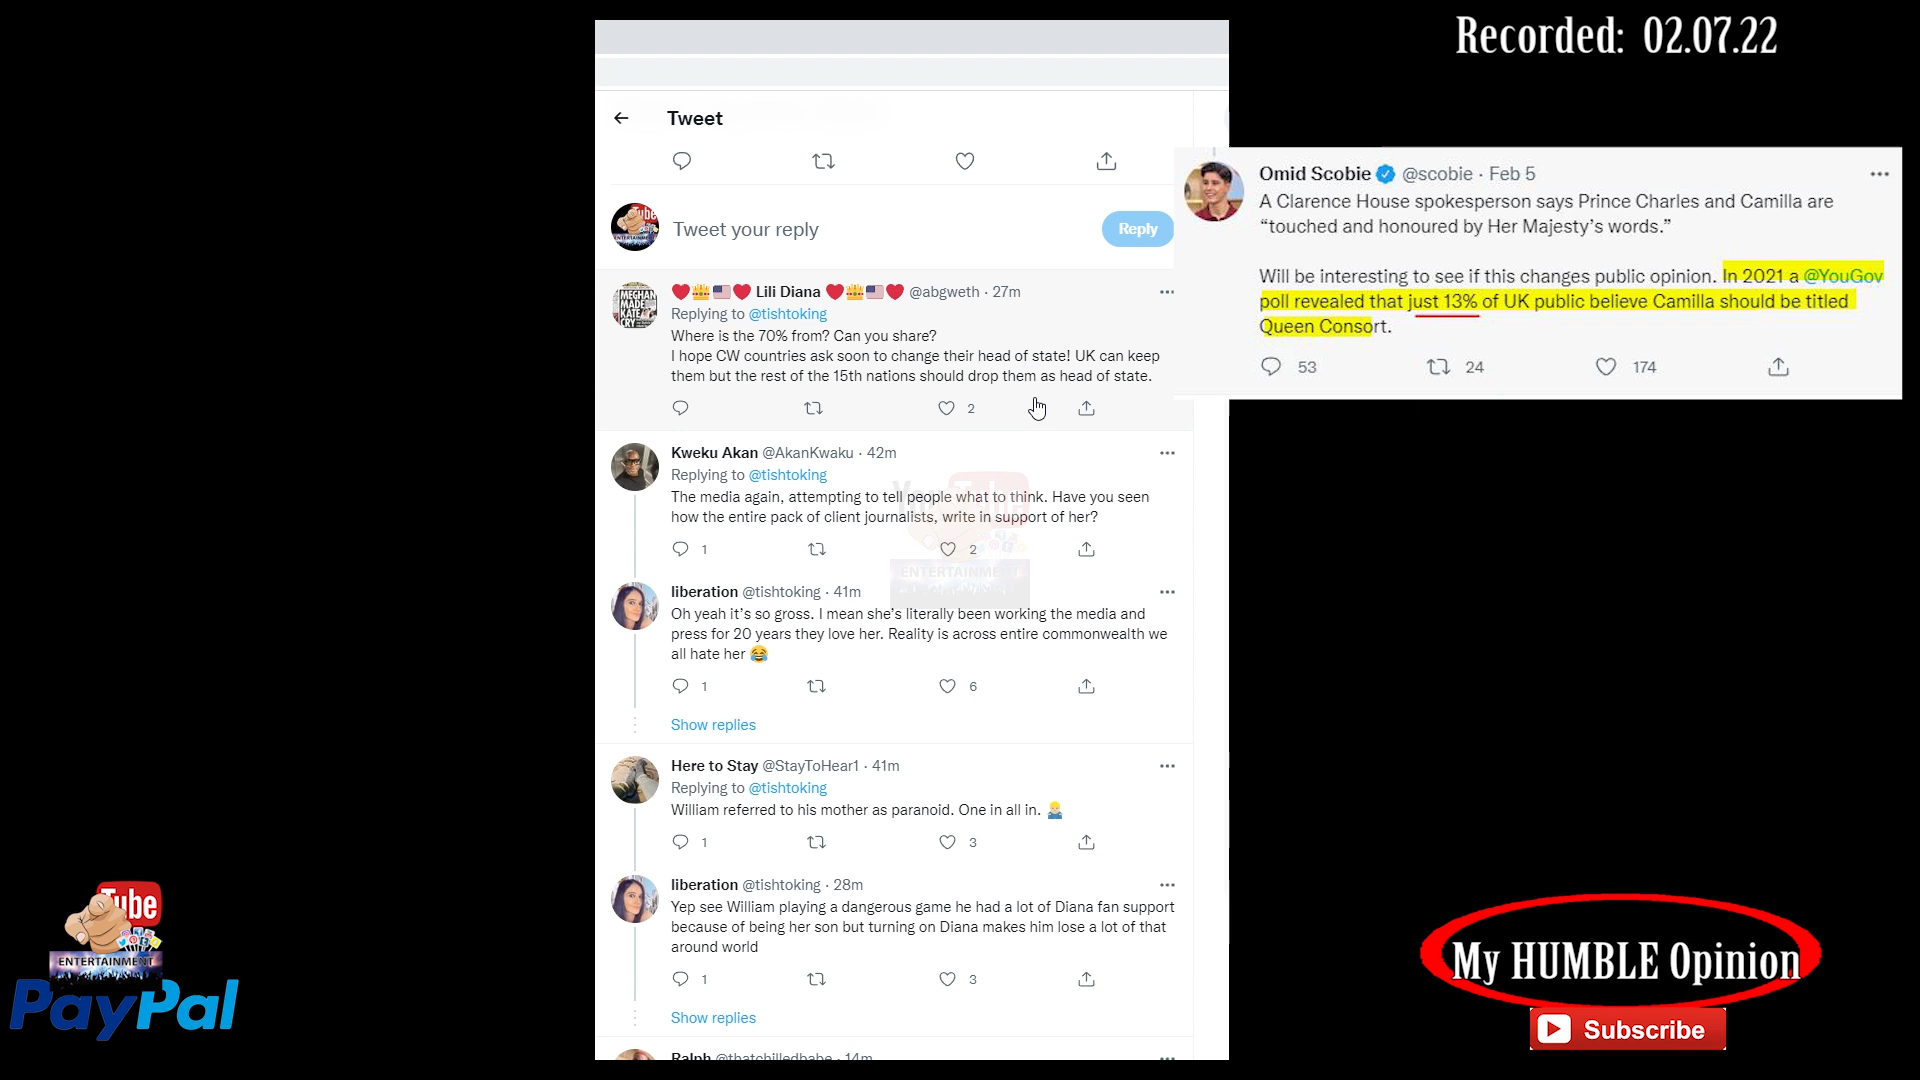 Recorded: 02.07.22
Tweet
Tweet your reply
Reply
Lili Diana @abgweth · 27m
Replying to @tishtoking
Where is the 70% from? Can you share?
I hope CW countries ask soon to change their head of state! UK can keep
them but the rest of the 15th nations should drop them as head of state.
2
Kweku Akan @AkanKwaku · 42m
Replying to @tishtoking
The media again, attempting to tell people what to think. Have you seen
how the entire pack of client journalists, write in support of her?
1 2
liberation @tishtoking · 41m
Oh yeah it's so gross. I mean she's literally been working the media and
press for 20 years they love her. Reality is across entire commonwealth we
all hate her 😂
1 6
Show replies
Here to Stay @StayToHear1 · 41m
Replying to @tishtoking
William referred to his mother as paranoid. One in all in.
1 3
liberation @tishtoking · 28m
Yep see William playing a dangerous game he had a lot of Diana fan support
because of being her son but turning on Diana makes him lose a lot of that
around world
1 3
Show replies
Ralph @thatchilledbabe · 14m
Omid Scobie @scobie · Feb 5
A Clarence House spokesperson says Prince Charles and Camilla are
“touched and honoured by Her Majesty's words.”
Will be interesting to see if this changes public opinion. In 2021 a @YouGov
poll revealed that just 13% of UK public believe Camilla should be titled
Queen Consort.
53 24 174
MEGHAN
MADE
KATE
CRY
Tube
ENTERTAINMENT
PayPal
My HUMBLE Opinion
Subscribe